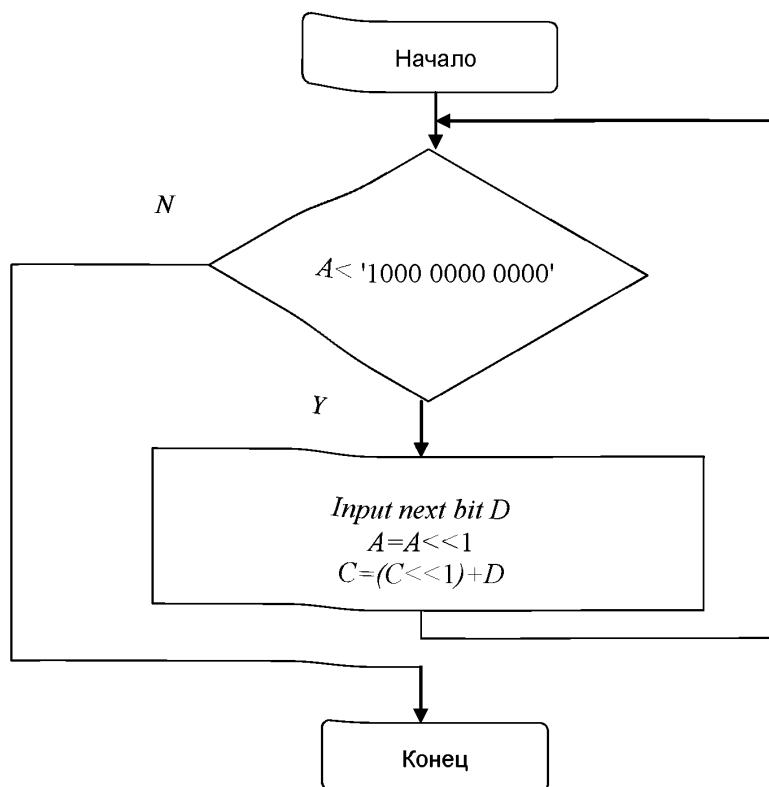 Начало
N
A< '1000 0000 0000'
Y
Input next bit D
A=A<<1
C=(C<<1)+D
Конец